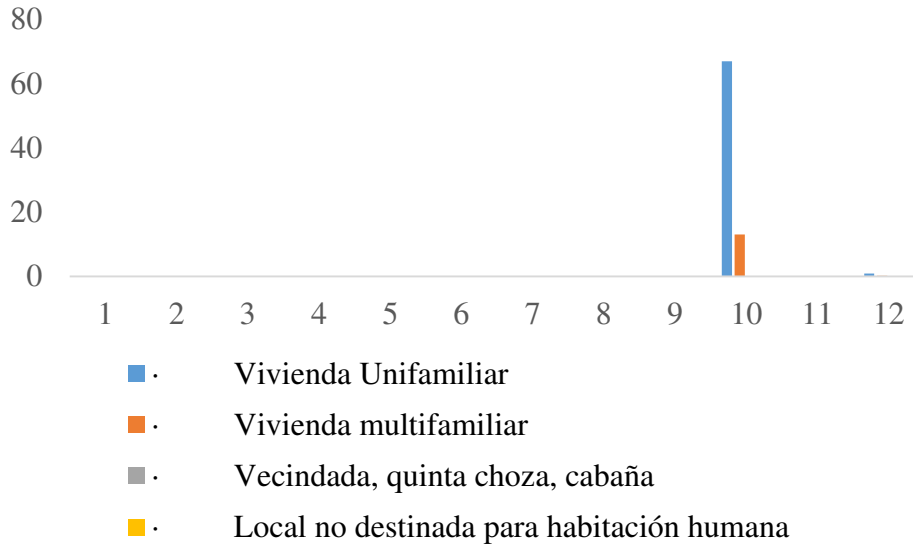 80
60
40
20
0
1 2 3 4 5 6 7 8 9 10 11 12
· Vivienda Unifamiliar
· Vivienda multifamiliar
· Vecindada, quinta choza, cabaña
· Local no destinada para habitación humana